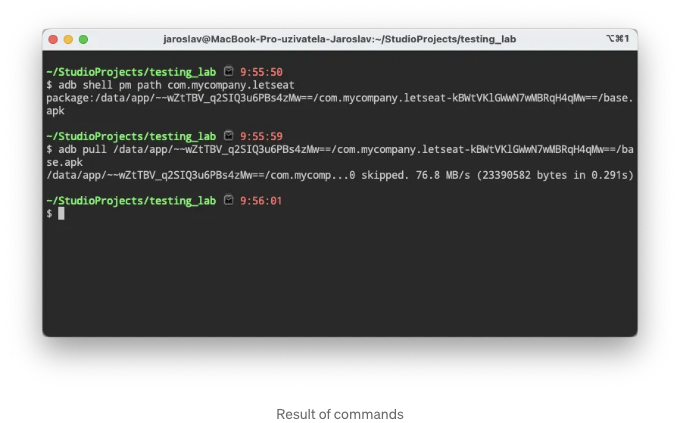 jaroslav@MacBook-Pro-uzivatela-Jaroslav:~/StudioProjects/testing_lab
⌥⌘1
~/StudioProjects/testing_lab 9:55:50
$ adb shell pm path com.mycompany.letseat
package:/data/app/~~wZtTBV_q2SIQ3u6PBs4zMw==/com.mycompany.letseat-kBWtVKlGWwN7wMBRqH4qMw==/base.
apk
~/StudioProjects/testing_lab 9:55:59
$ adb pull /data/app/~~wZtTBV_q2SIQ3u6PBs4zMw==/com.mycompany.letseat-kBWtVKlGWwN7wMBRqH4qMw==/ba
se.apk
/data/app/~~wZtTBV_q2SIQ3u6PBs4zMw==/com.mycomp...0 skipped. 76.8 MB/s (23390582 bytes in 0.291s)
~/StudioProjects/testing_lab 9:56:01
$
Result of commands